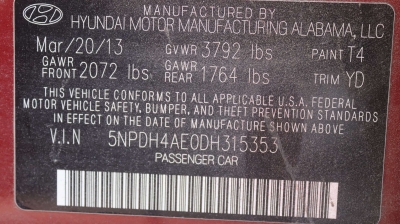 MANUFACTURED BY
HYUNDAI MOTOR MANUFACTURING ALABAMA, LLC
Mar/20/13 GVWR 3792 lbs PAINT T4
GAWR FRONT 2072 lbs GAWR REAR 1764 lbs TRIM YD
THIS VEHICLE CONFORMS TO ALL APPLICABLE U.S. FEDERAL
MOTOR VEHICLE SAFETY, BUMPER, AND THEFT PREVENTION
STANDARDS IN EFFECT ON THE DATE OF MANUFACTURE SHOWN ABOVE.
V.I.N 5NPDH4AE0DH315353
PASSENGER CAR